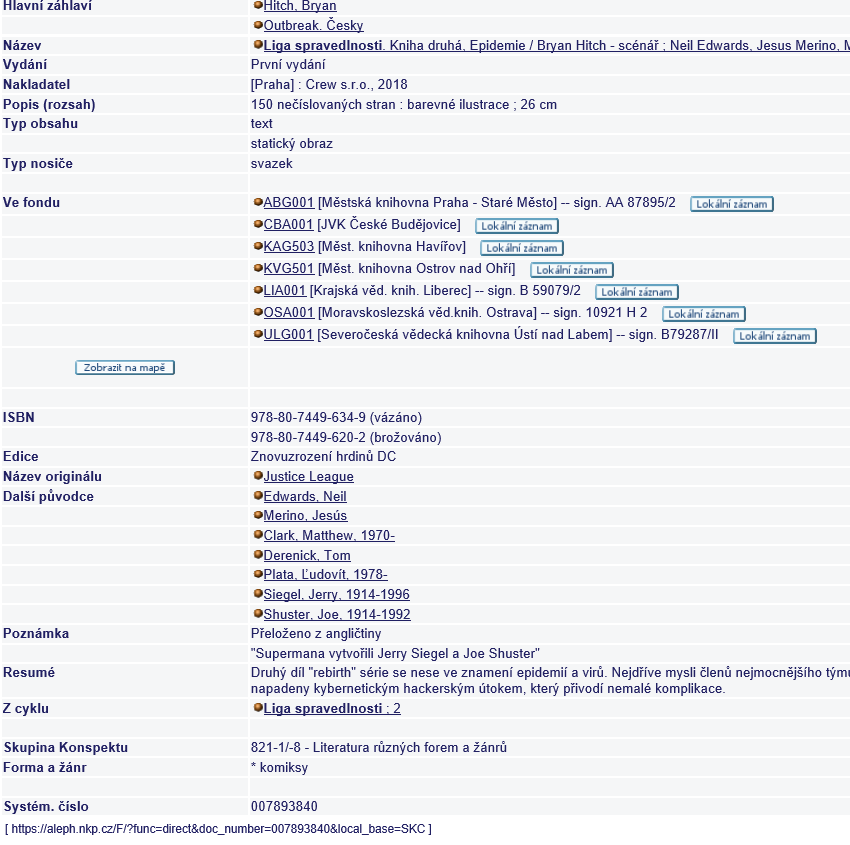 Hlavní záhlaví Hitch, Bryan
Outbreak. Česky
Název Liga spravedlnosti. Kniha druhá, Epidemie / Bryan Hitch - scénář ; Neil Edwards, Jesus Merino, M
Vydání První vydání
Nakladatel [Praha] : Crew s.r.o., 2018
Popis (rozsah) 150 nečíslovaných stran : barevné ilustrace ; 26 cm
Typ obsahu text
statický obraz
Typ nosiče svazek
Ve fondu ABG001 [Městská knihovna Praha - Staré Město] -- sign. AA 87895/2 Lokální záznam
CBA001 [JVK České Budějovice] Lokální záznam
KAG503 [Měst. knihovna Havířov] Lokální záznam
KVG501 [Měst. knihovna Ostrov nad Ohří] Lokální záznam
LIA001 [Krajská věd. knih. Liberec] -- sign. B 59079/2 Lokální záznam
OSA001 [Moravskoslezská věd.knih. Ostrava] -- sign. 10921 H 2 Lokální záznam
ULG001 [Severočeská vědecká knihovna Ústí nad Labem] -- sign. B79287/II Lokální záznam
Zobrazit na mapě
ISBN 978-80-7449-634-9 (vázáno)
978-80-7449-620-2 (brožováno)
Edice Znovuzrození hrdinů DC
Název originálu Justice League
Další původce Edwards, Neil
Merino, Jesús
Clark, Matthew, 1970-
Derenick, Tom
Plata, Ľudovít, 1978-
Siegel, Jerry, 1914-1996
Shuster, Joe, 1914-1992
Poznámka Přeloženo z angličtiny
"Supermana vytvořili Jerry Siegel a Joe Shuster"
Resumé Druhý díl "rebirth" série se nese ve znamení epidemií a virů. Nejdříve mysli členů nejmocnějšího týmu
napadeny kybernetickým hackerským útokem, který přivodí nemalé komplikace.
Z cyklu Liga spravedlnosti ; 2
Skupina Konspektu 821-1/-8 - Literatura různých forem a žánrů
Forma a žánr * komiksy
Systém. číslo 007893840
[ https://aleph.nkp.cz/F/?func=direct&doc_number=007893840&local_base=SKC ]